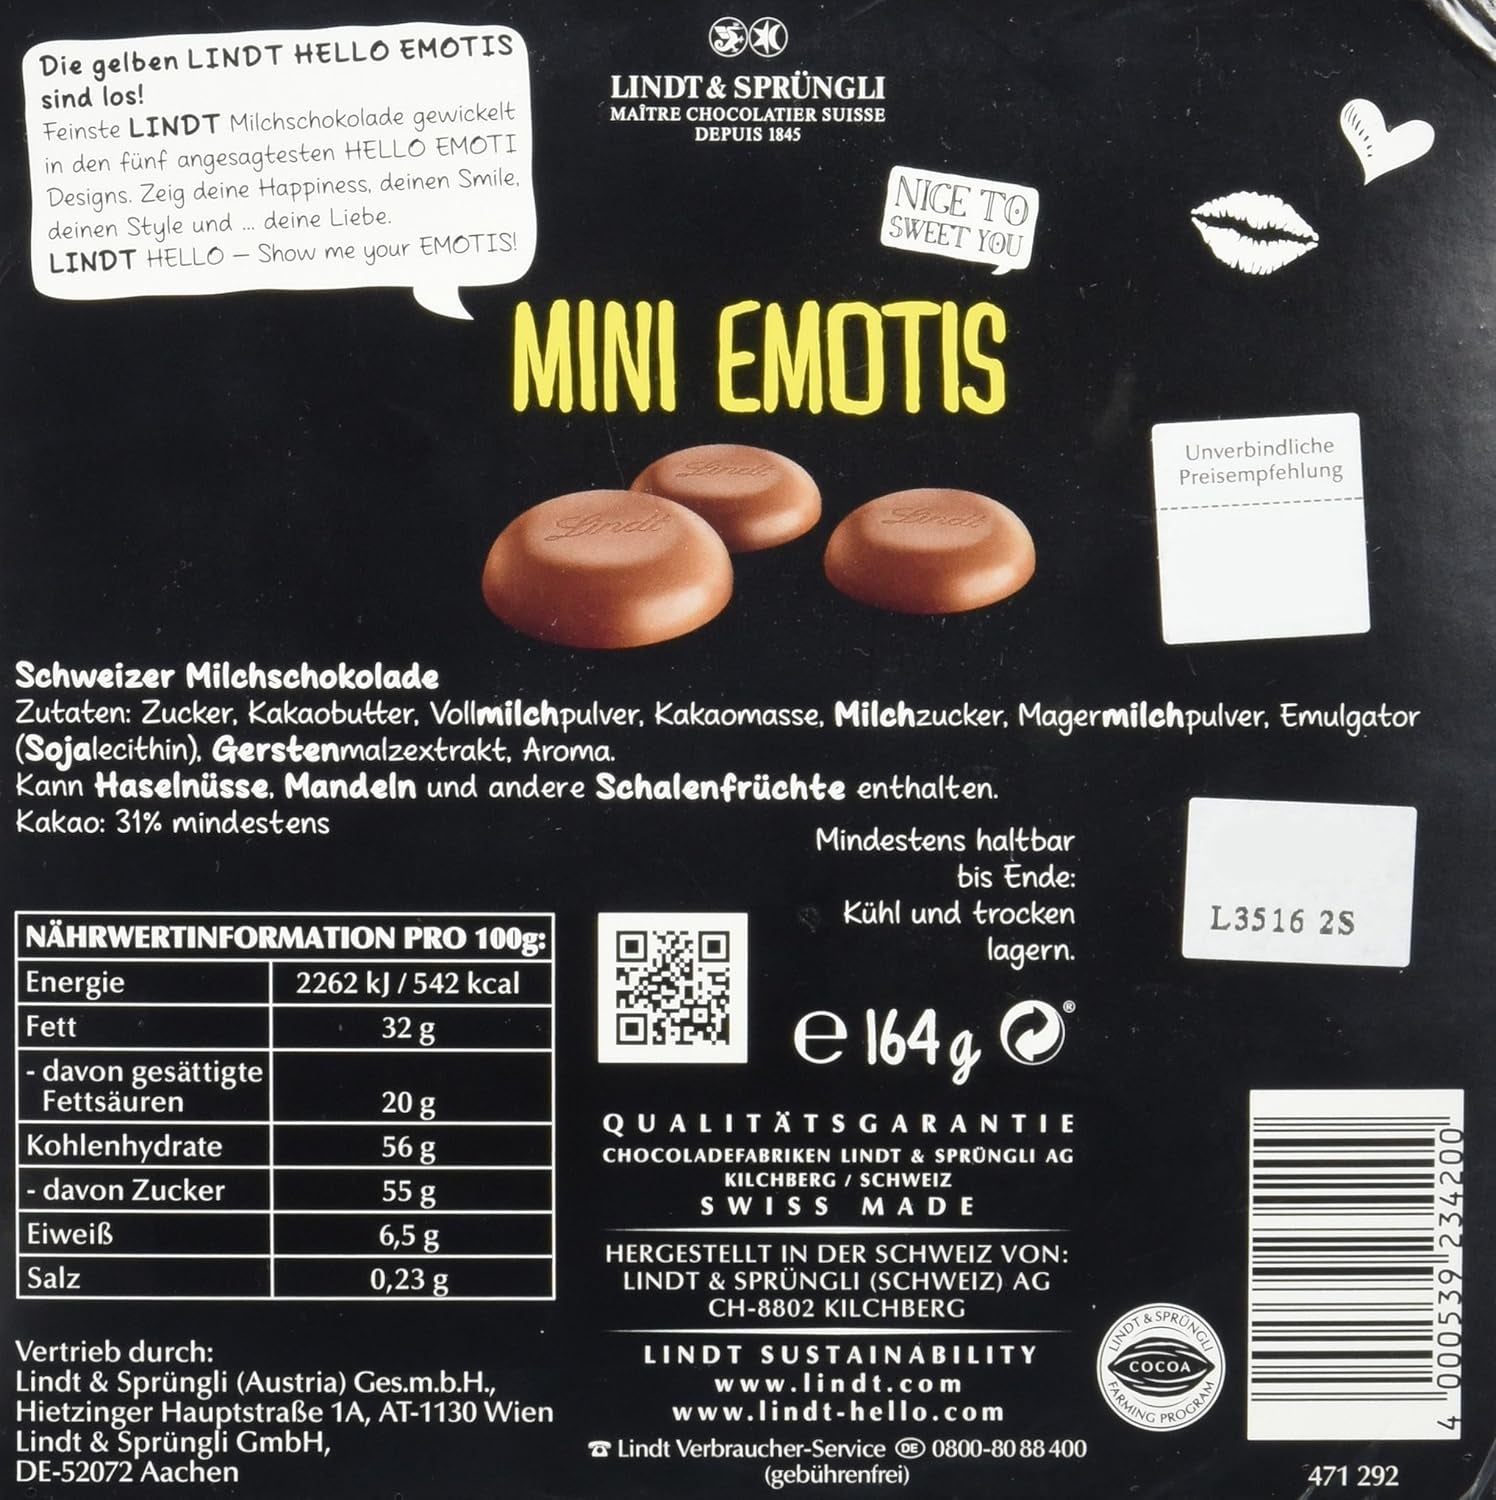 Die gelben LINDT HELLO EMOTIS
sind los!
Feinste LINDT Milchschokolade gewickelt
in den fünf angesagtesten HELLO EMOTI
Designs. Zeig deine Happiness, deinen Smile,
deinen Style und ... deine Liebe.
LINDT HELLO – Show me your EMOTIS!
LINDT & SPRÜNGLI
MAÎTRE CHOCOLATIER SUISSE
DEPUIS 1845
NICE TO
SWEET YOU
MINI EMOTIS
Lindt
Lindt
Lindt
Unverbindliche
Preisempfehlung
Schweizer Milchschokolade
Zutaten: Zucker, Kakaobutter, Vollmilchpulver, Kakaomasse, Milchzucker, Magermilchpulver, Emulgator
(Sojalecithin), Gerstenmalzextrakt, Aroma.
Kann Haselnüsse, Mandeln und andere Schalenfrüchte enthalten.
Kakao: 31% mindestens
Mindestens haltbar
bis Ende:
Kühl und trocken
lagern.
L3516 2S
NÄHRWERTINFORMATION PRO 100g:
Energie 2262 kJ / 542 kcal
Fett 32 g
- davon gesättigte
Fettsäuren 20 g
Kohlenhydrate 56 g
- davon Zucker 55 g
Eiweiß 6,5 g
Salz 0,23 g
e 164 g ®
QUALITÄTSGARANTIE
CHOCOLADEFABRIKEN LINDT & SPRÜNGLI AG
KILCHBERG / SCHWEIZ
SWISS MADE
HERGESTELLT IN DER SCHWEIZ VON:
LINDT & SPRÜNGLI (SCHWEIZ) AG
CH-8802 KILCHBERG
LINDT SUSTAINABILITY
www.lindt.com
www.lindt-hello.com
☎ Lindt Verbraucher-Service DE 0800-80 88 400
(gebührenfrei)
Vertrieb durch:
Lindt & Sprüngli (Austria) Ges.m.b.H.,
Hietzinger Hauptstraße 1A, AT-1130 Wien
Lindt & Sprüngli GmbH,
DE-52072 Aachen
LINDT & SPRÜNGLI
COCOA
FARMING PROGRAM
4 000539 234200
471 292